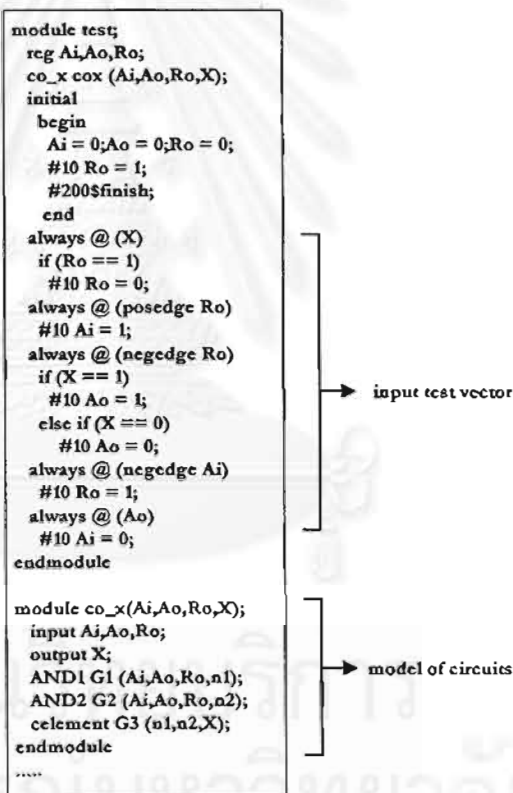 module test;
reg Ai,Ao,Ro;
co_x cox (Ai,Ao,Ro,X);
initial
begin
Ai = 0;Ao = 0;Ro = 0;
#10 Ro = 1;
#200$finish;
end
always @ (X)
if (Ro == 1)
#10 Ro = 0;
always @ (posedge Ro)
#10 Ai = 1;
always @ (negedge Ro)
if (X == 1)
#10 Ao = 1;
else if (X == 0)
#10 Ao = 0;
always @ (negedge Ai)
#10 Ro = 1;
always @ (Ao)
#10 Ai = 0;
endmodule
input test vector
module co_x(Ai,Ao,Ro,X);
input Ai,Ao,Ro;
output X;
AND1 G1 (Ai,Ao,Ro,n1);
AND2 G2 (Ai,Ao,Ro,n2);
celement G3 (n1,n2,X);
endmodule
.....
model of circuits